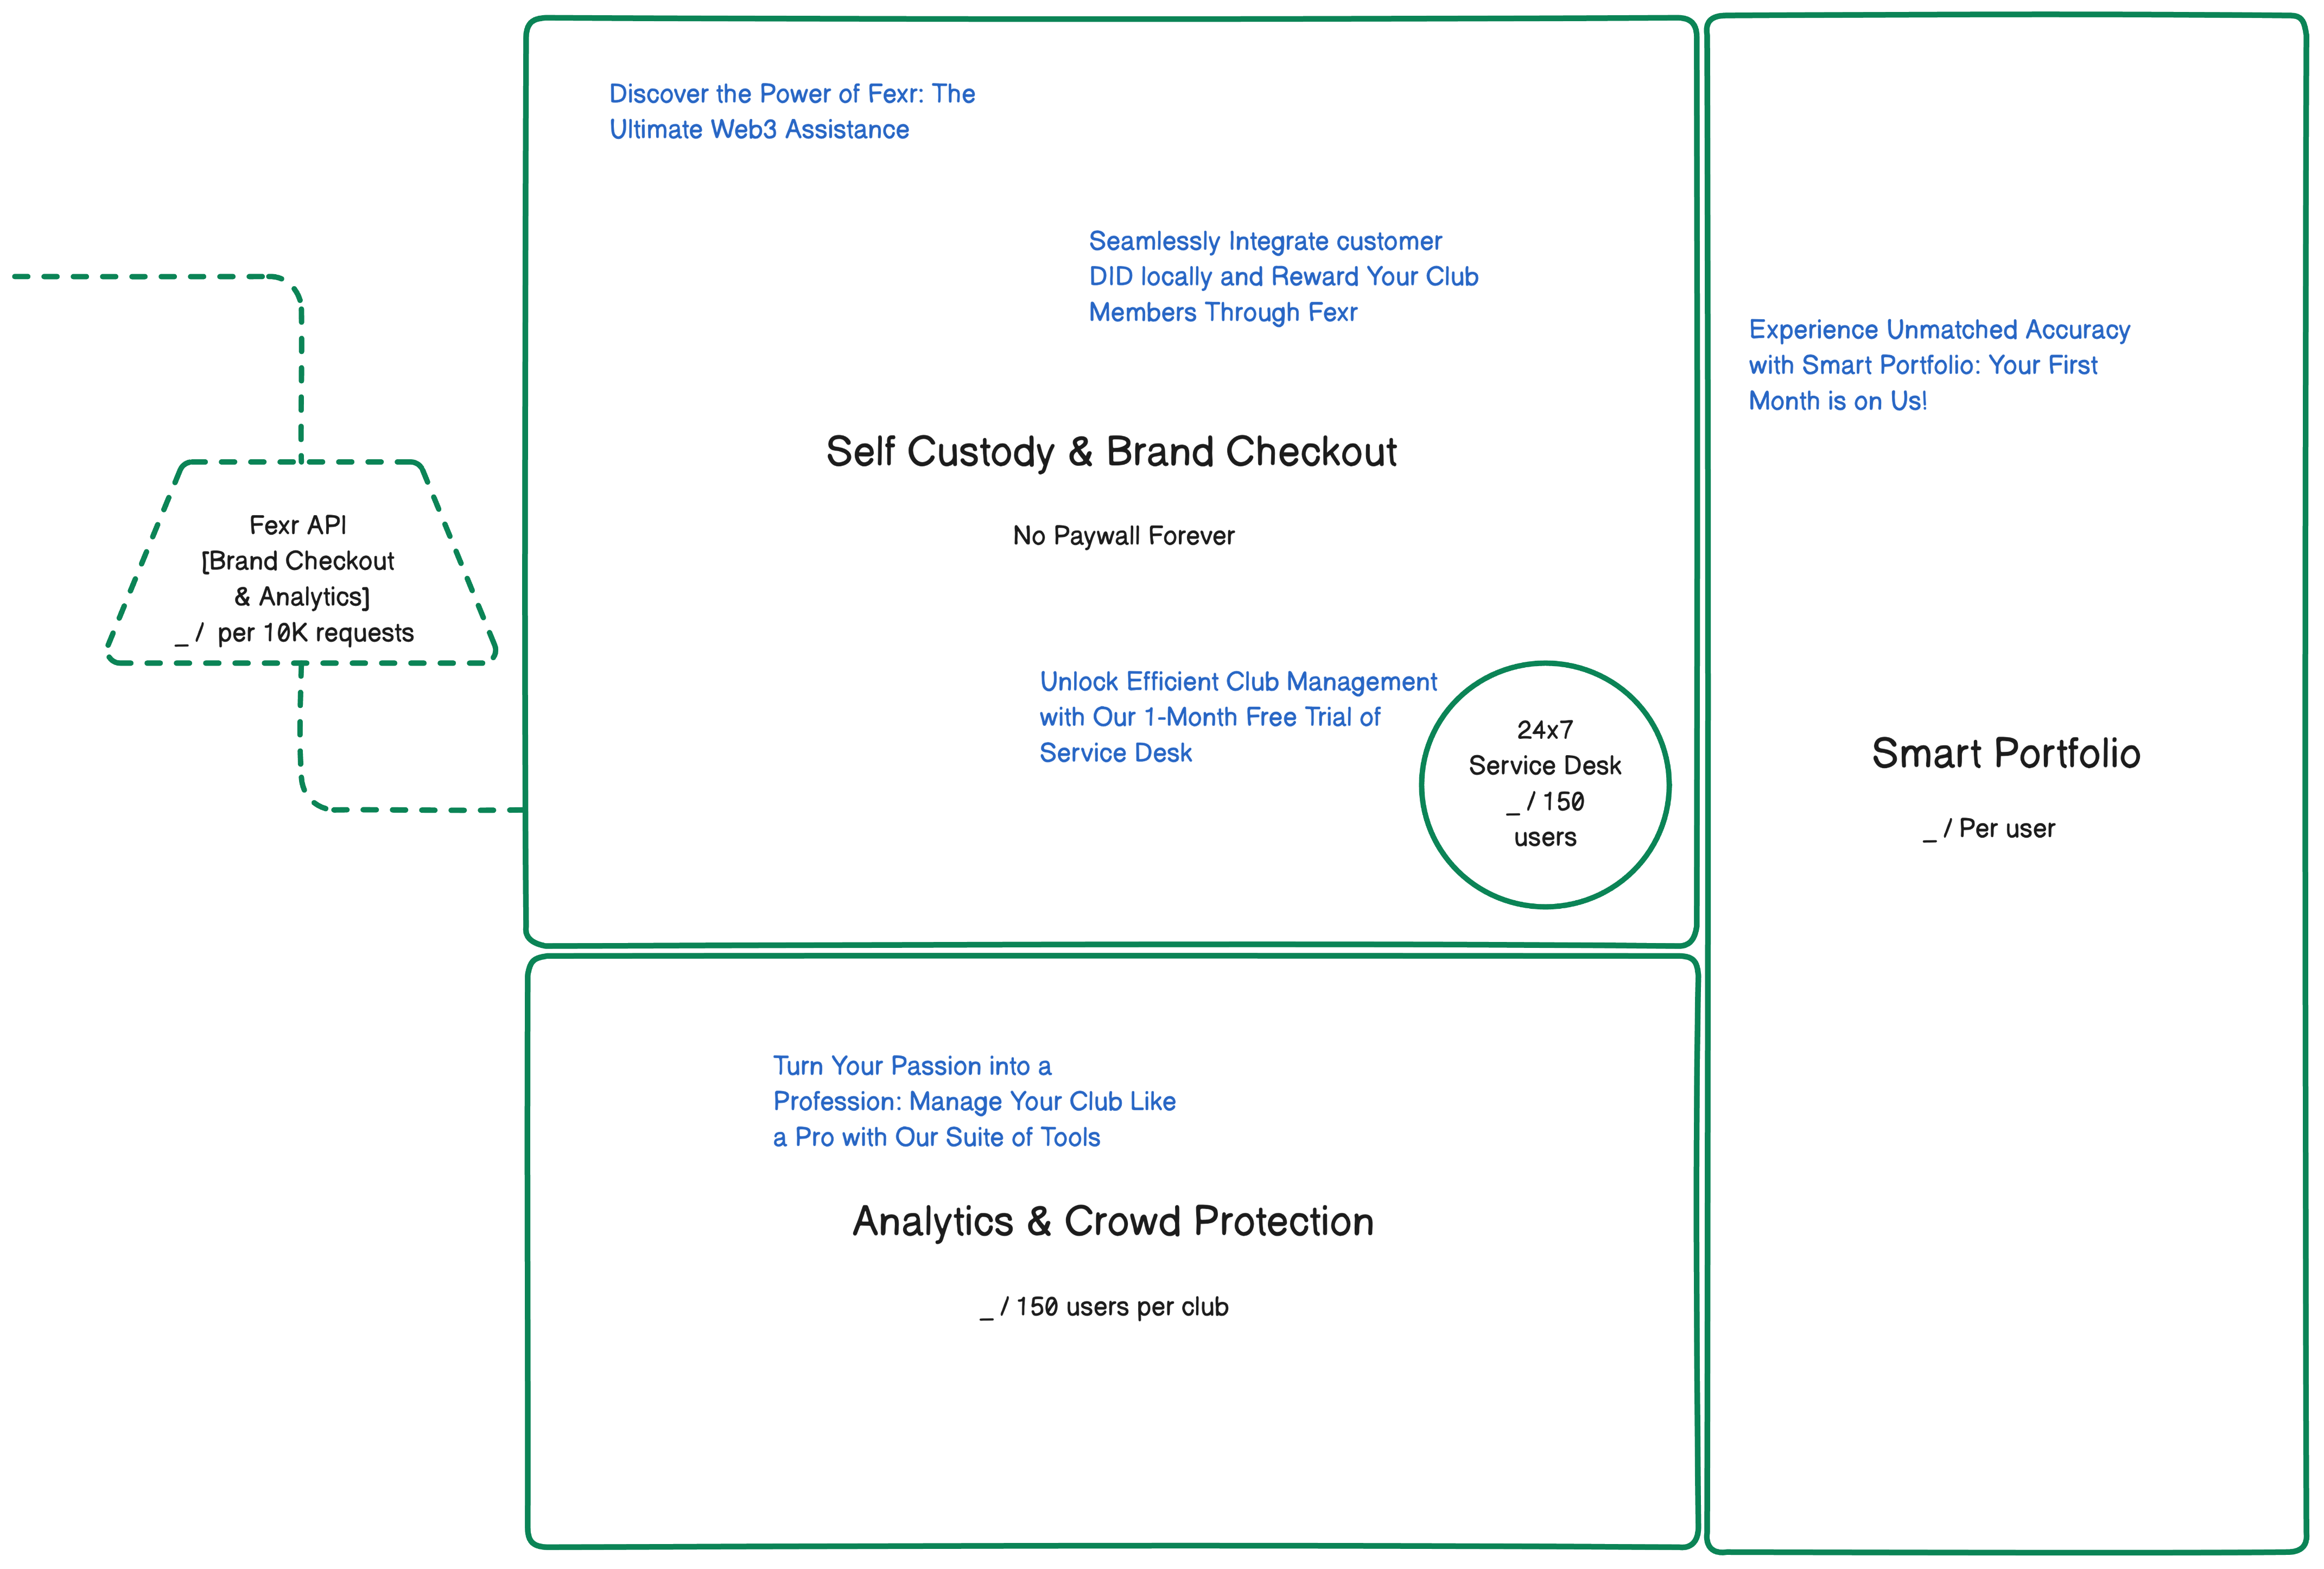 Discover the Power of Fexr: The
Ultimate Web3 Assistance
Seamlessly Integrate customer
DID locally and Reward Your Club
Members Through Fexr
Self Custody & Brand Checkout
No Paywall Forever
Fexr API
[Brand Checkout
& Analytics]
_ / per 10K requests
Unlock Efficient Club Management
with Our 1-Month Free Trial of
Service Desk
24x7
Service Desk
_ / 150
users
Experience Unmatched Accuracy
with Smart Portfolio: Your First
Month is on Us!
Smart Portfolio
_ / Per user
Turn Your Passion into a
Profession: Manage Your Club Like
a Pro with Our Suite of Tools
Analytics & Crowd Protection
_ / 150 users per club